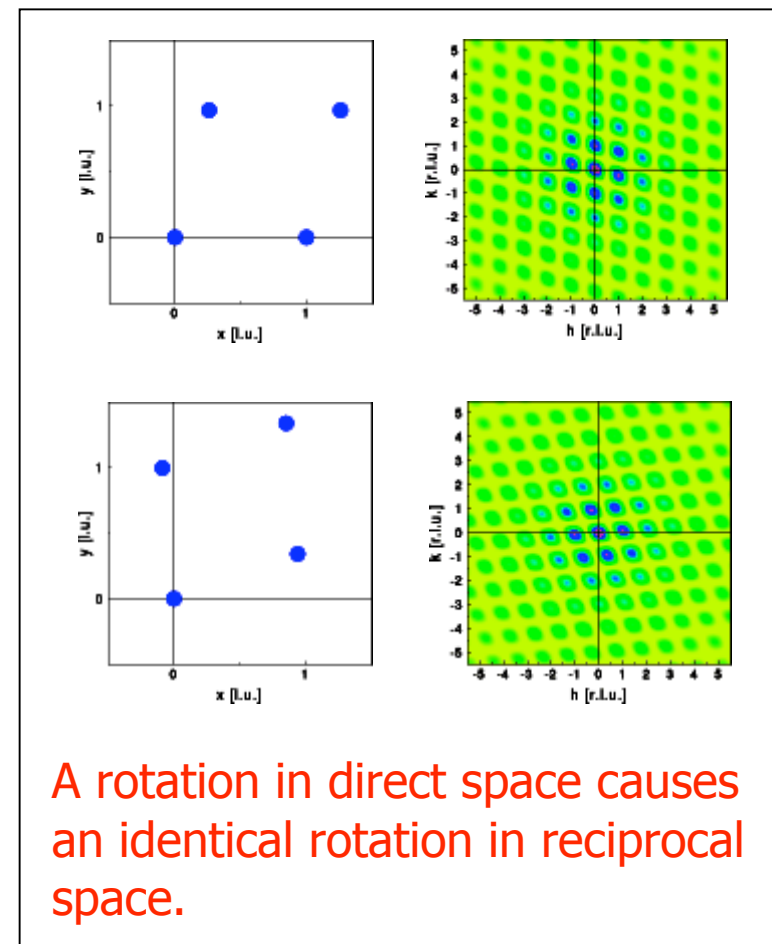 1
0
y [l.u.]
0 1
x [l.u.]
5
4
3
2
1
0
-1
-2
-3
-4
-5
k [r.l.u.]
-5 -4 -3 -2 -1 0 1 2 3 4 5
h [r.l.u.]
1
0
y [l.u.]
0 1
x [l.u.]
5
4
3
2
1
0
-1
-2
-3
-4
-5
k [r.l.u.]
-5 -4 -3 -2 -1 0 1 2 3 4 5
h [r.l.u.]
A rotation in direct space causes
an identical rotation in reciprocal
space.